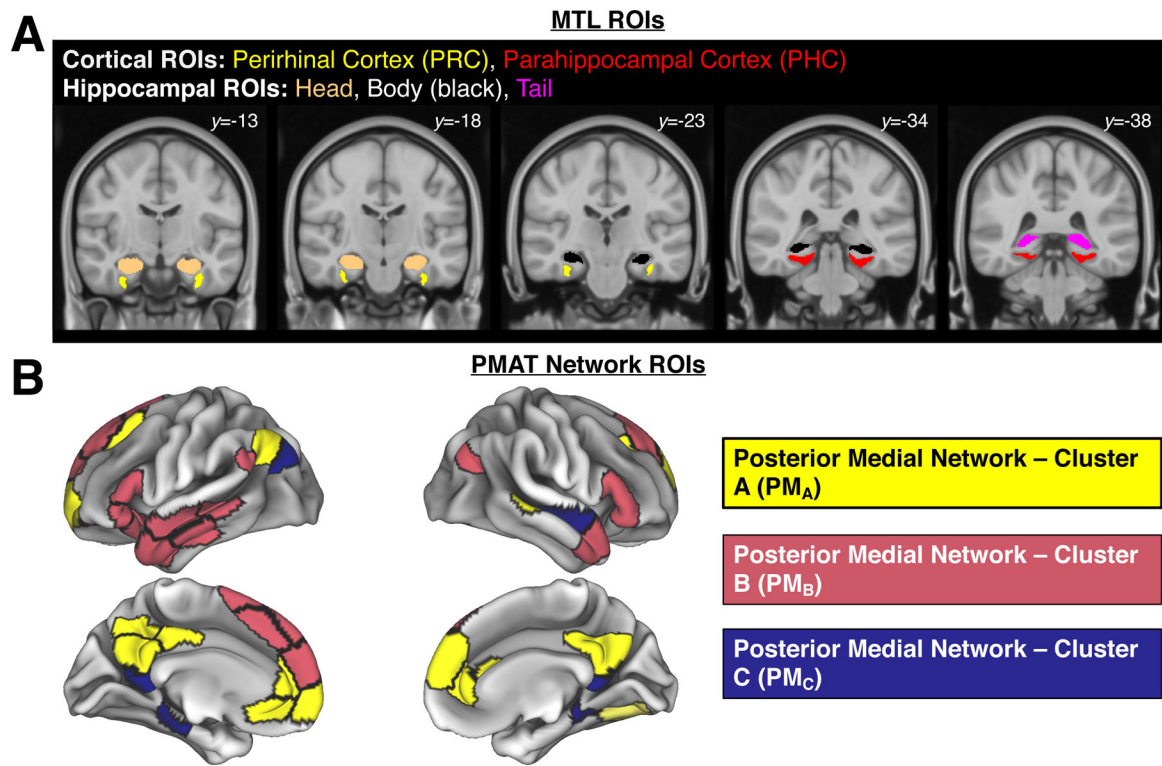 MTL ROIs
A
Cortical ROIs: Perirhinal Cortex (PRC), Parahippocampal Cortex (PHC)
Hippocampal ROIs: Head, Body (black), Tail
y=-13
y=-18
y=-23
y=-34
y=-38
PMAT Network ROIs
B
Posterior Medial Network – Cluster
A (PMA)
Posterior Medial Network – Cluster
B (PMB)
Posterior Medial Network – Cluster
C (PMC)